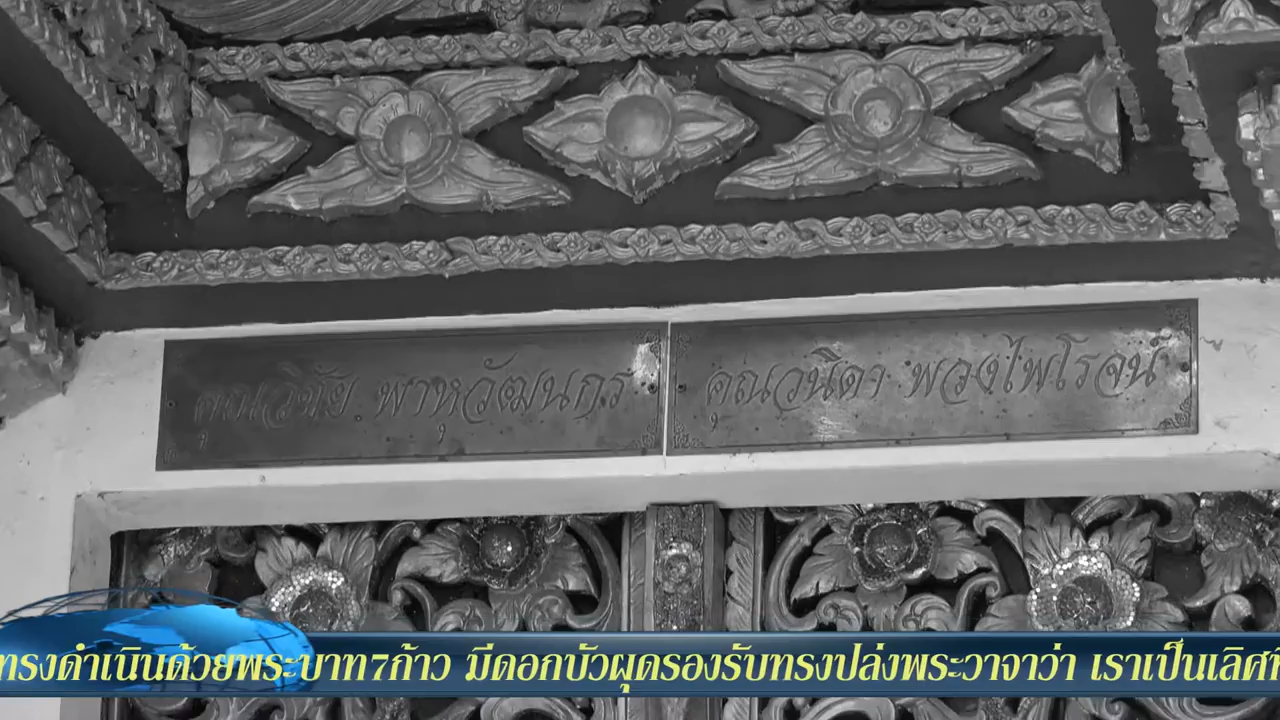 คุณวินัย พาหุวัฒนกร
คุณวนิดา พวงไพโรจน์
ทรงดำเนินด้วยพระบาท7ก้าว มีดอกบัวผุดรองรับทรงปล่งพระวาจาว่า เราเป็นเลิศ